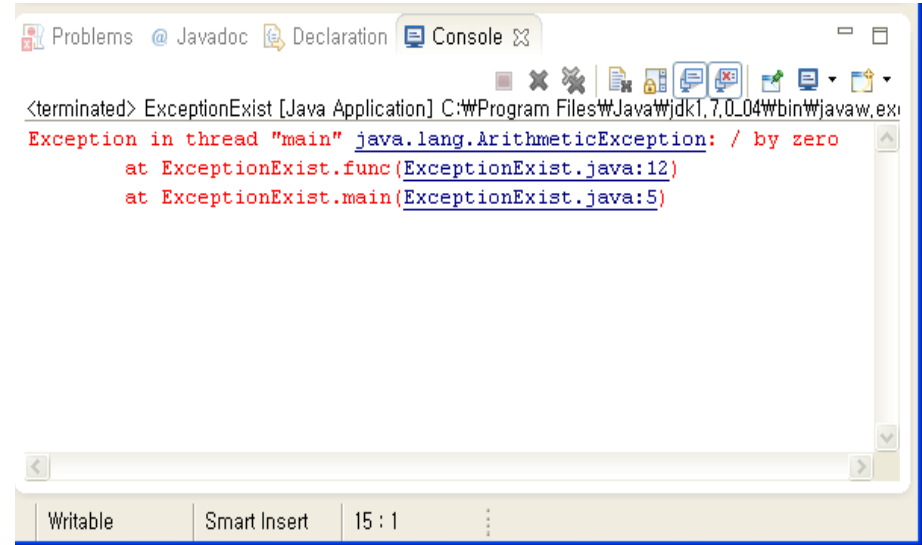 Problems @ Javadoc Declaration Console
<terminated> ExceptionExist [Java Application] C:₩Program Files₩Java₩jdk1,7,0_04₩bin₩javaw,exe
Exception in thread "main" java.lang.ArithmeticException: / by zero
at ExceptionExist.func(ExceptionExist.java:12)
at ExceptionExist.main(ExceptionExist.java:5)
Writable Smart Insert 15 : 1